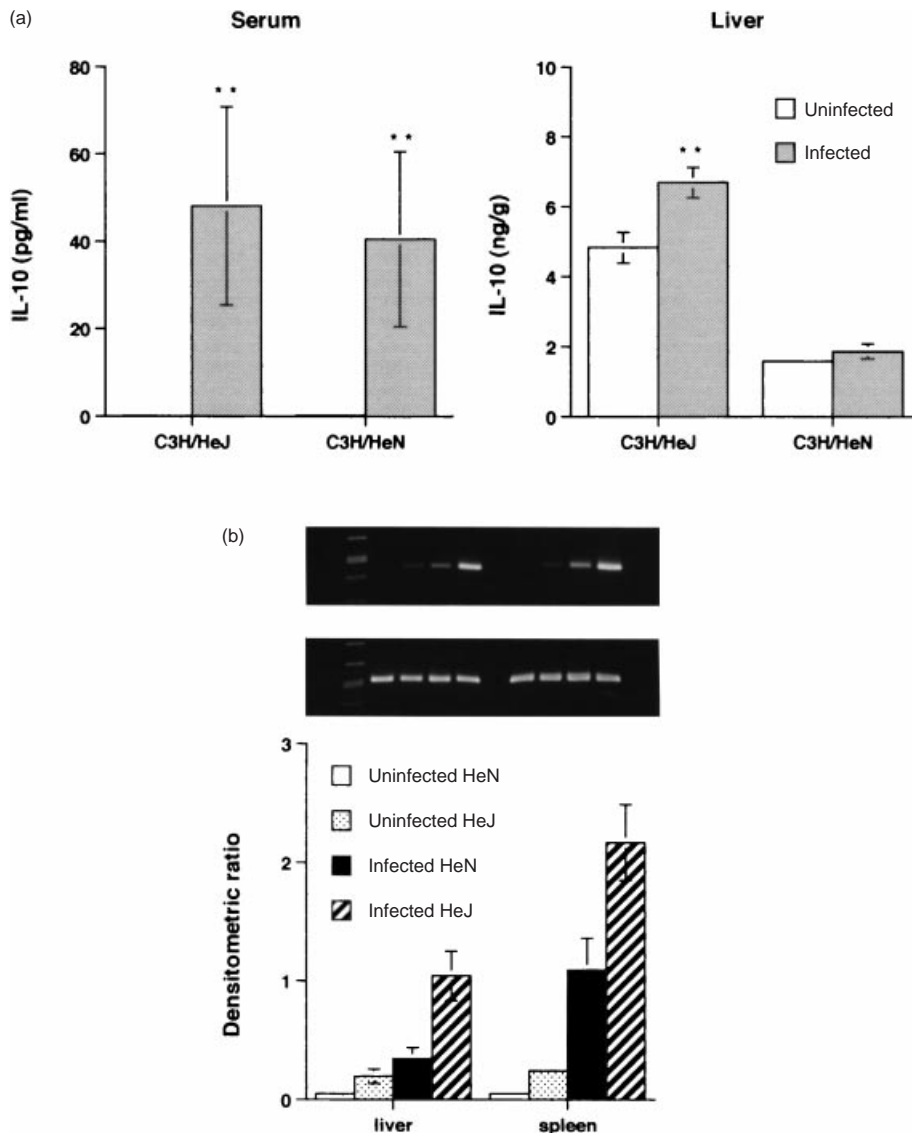 (a)
Serum
IL-10 (pg/ml)
80
60
40
20
0
**
**
C3H/HeJ
C3H/HeN
Liver
IL-10 (ng/g)
10
8
6
4
2
0
**
Uninfected
Infected
C3H/HeJ
C3H/HeN
(b)
Densitometric ratio
3
2
1
0
Uninfected HeN
Uninfected HeJ
Infected HeN
Infected HeJ
liver
spleen